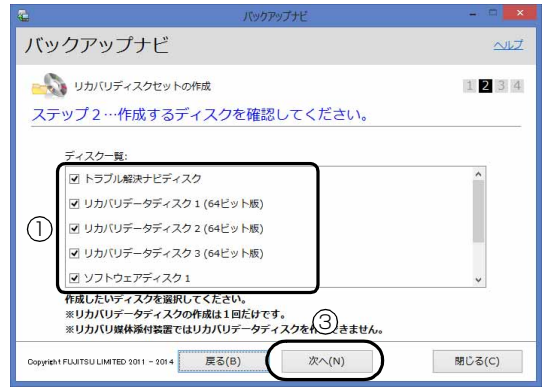 バックアップナビ
バックアップナビ
ヘルプ
リカバリディスクセットの作成
1 2 3 4
ステップ2…作成するディスクを確認してください。
ディスク一覧:
トラブル解決ナビディスク
リカバリデータディスク 1 (64ビット版)
①
リカバリデータディスク 2 (64ビット版)
リカバリデータディスク 3 (64ビット版)
ソフトウェアディスク 1
作成したいディスクを選択してください。
※リカバリデータディスクの作成は1回だけです。
③
※リカバリ媒体添付装置ではリカバリデータディスクを作 できません。
Copyright FUJITSU LIMITED 2011 - 2014
戻る(B)
次へ(N)
閉じる(C)